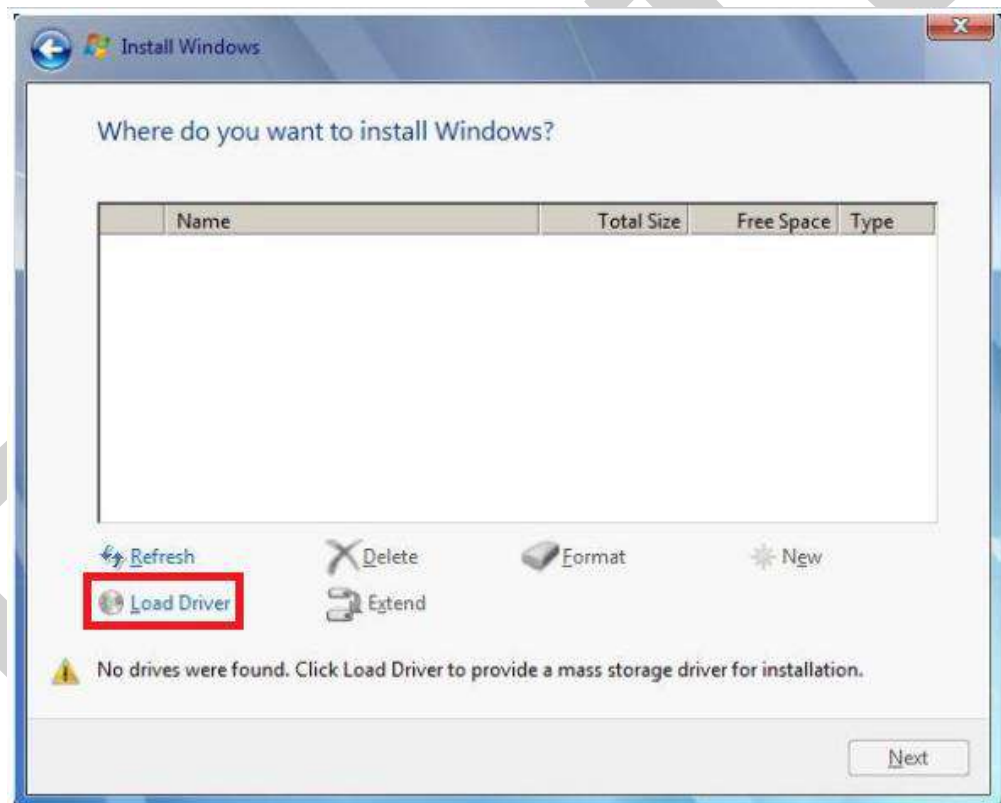 Install Windows
Where do you want to install Windows?
Name Total Size Free Space Type
Refresh Delete Format New
Load Driver Extend
No drives were found. Click Load Driver to provide a mass storage driver for installation.
Next